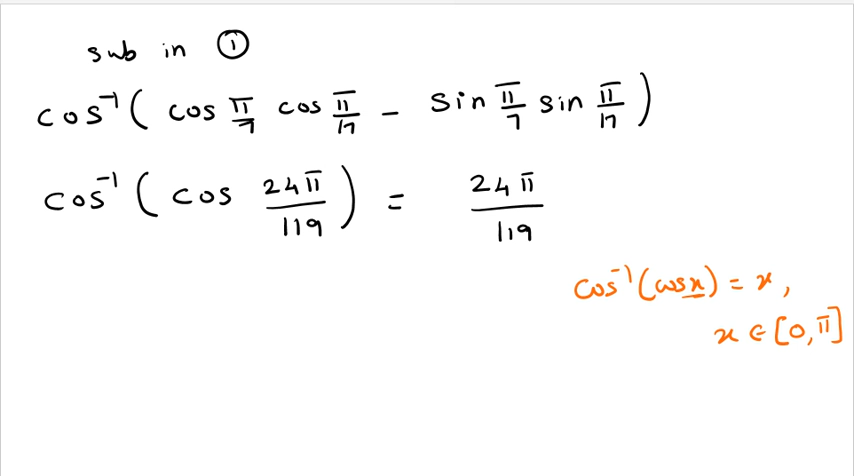 sub in ①
cos⁻¹( cos π/7 cos π/17 − sin π/7 sin π/17 )
cos⁻¹( cos 24π/119 ) = 24π/119
cos⁻¹(cos x) = x,
x ∈ [0, π]